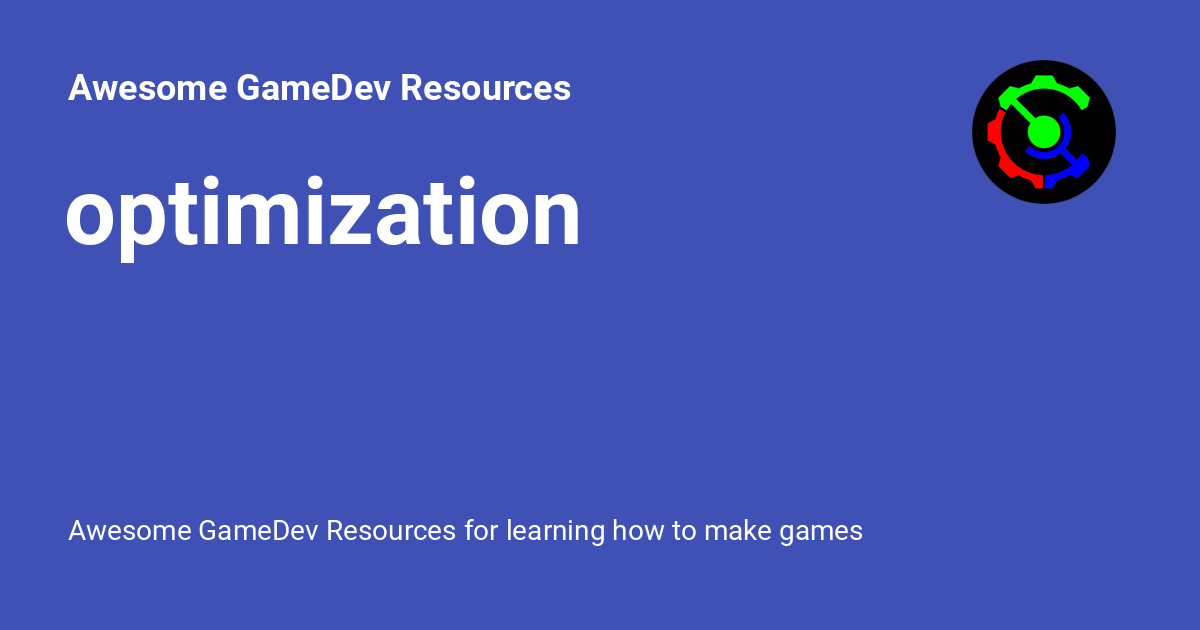 Awesome GameDev Resources
optimization
Awesome GameDev Resources for learning how to make games